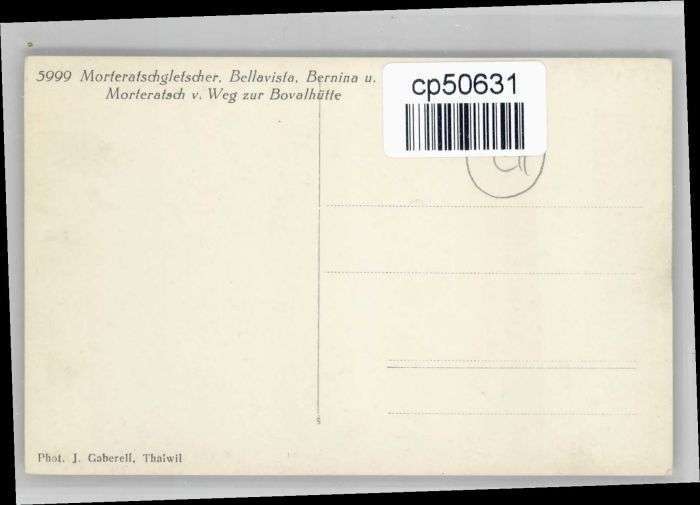 5999 Morteratschgletscher, Bellavista, Bernina u.
Morteratsch v. Weg zur Bovalhütte
cp50631
s
Phot. J. Gaberell, Thalwil